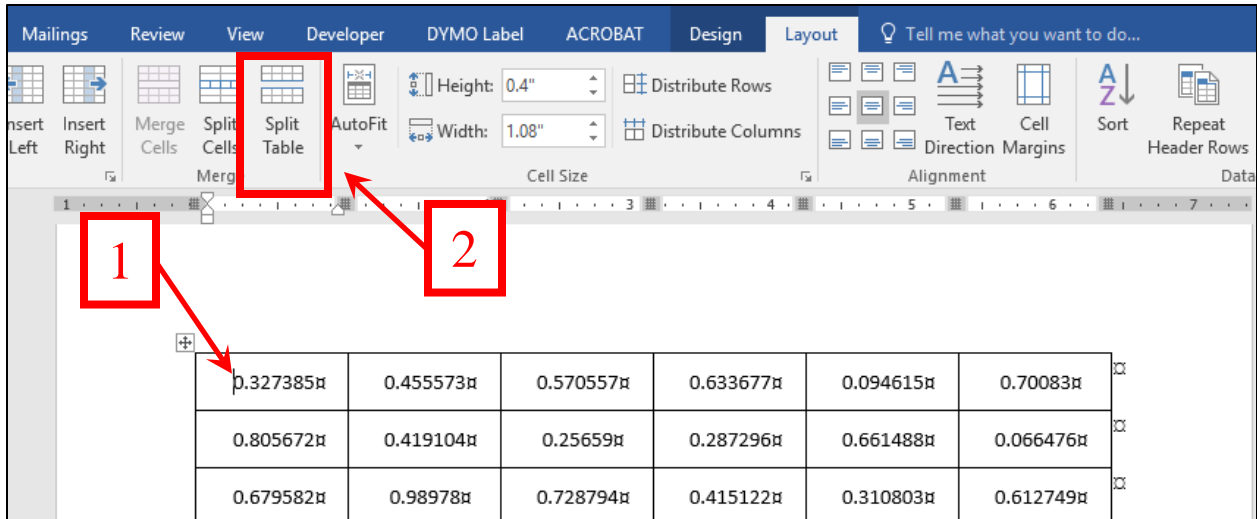 Mailings Review View Developer DYMO Label ACROBAT Design Layout Tell me what you want to do...
nsert Left Insert Right Merge Cells Split Cells Split Table AutoFit Height: 0.4" Distribute Rows Text Direction Cell Margins Sort Repeat Header Rows
Width: 1.08" Distribute Columns
Merg Cell Size Alignment Data
1 3 4 5 6 7
1 2
0.327385¤ 0.455573¤ 0.570557¤ 0.633677¤ 0.094615¤ 0.70083¤ ¤
0.805672¤ 0.419104¤ 0.25659¤ 0.287296¤ 0.661488¤ 0.066476¤ ¤
0.679582¤ 0.98978¤ 0.728794¤ 0.415122¤ 0.310803¤ 0.612749¤ ¤